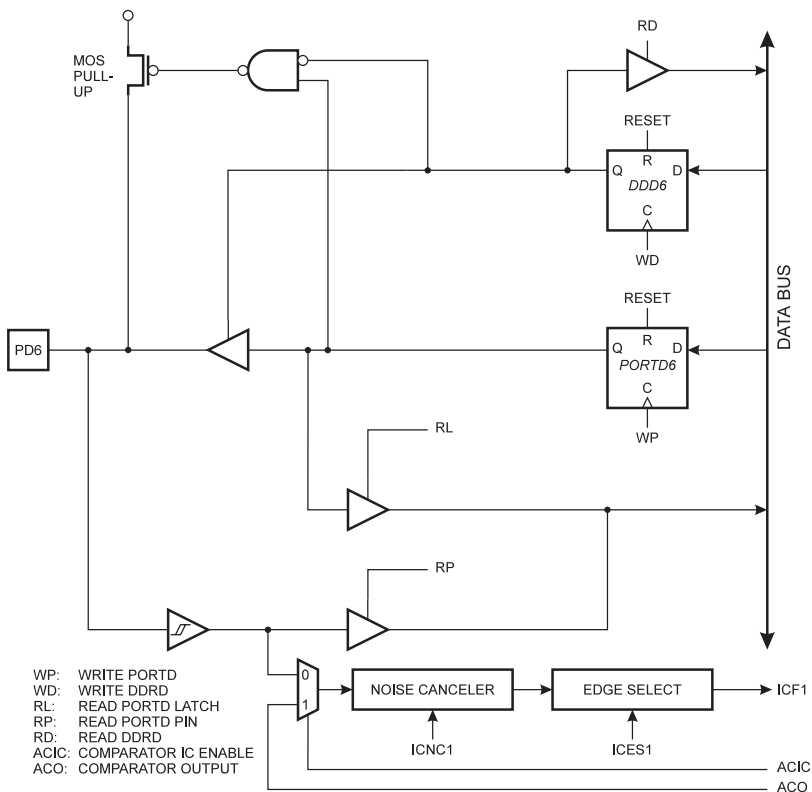 RD
MOS
PULL-
UP
RESET
R
Q
D
DDD6
C
WD
DATA BUS
RESET
R
Q
D
PORTD6
C
WP
PD6
RL
RP
0
1
NOISE CANCELER
EDGE SELECT
ICF1
ICNC1
ICES1
ACIC
ACO
WP: WRITE PORTD
WD: WRITE DDRD
RL: READ PORTD LATCH
RP: READ PORTD PIN
RD: READ DDRD
ACIC: COMPARATOR IC ENABLE
ACO: COMPARATOR OUTPUT